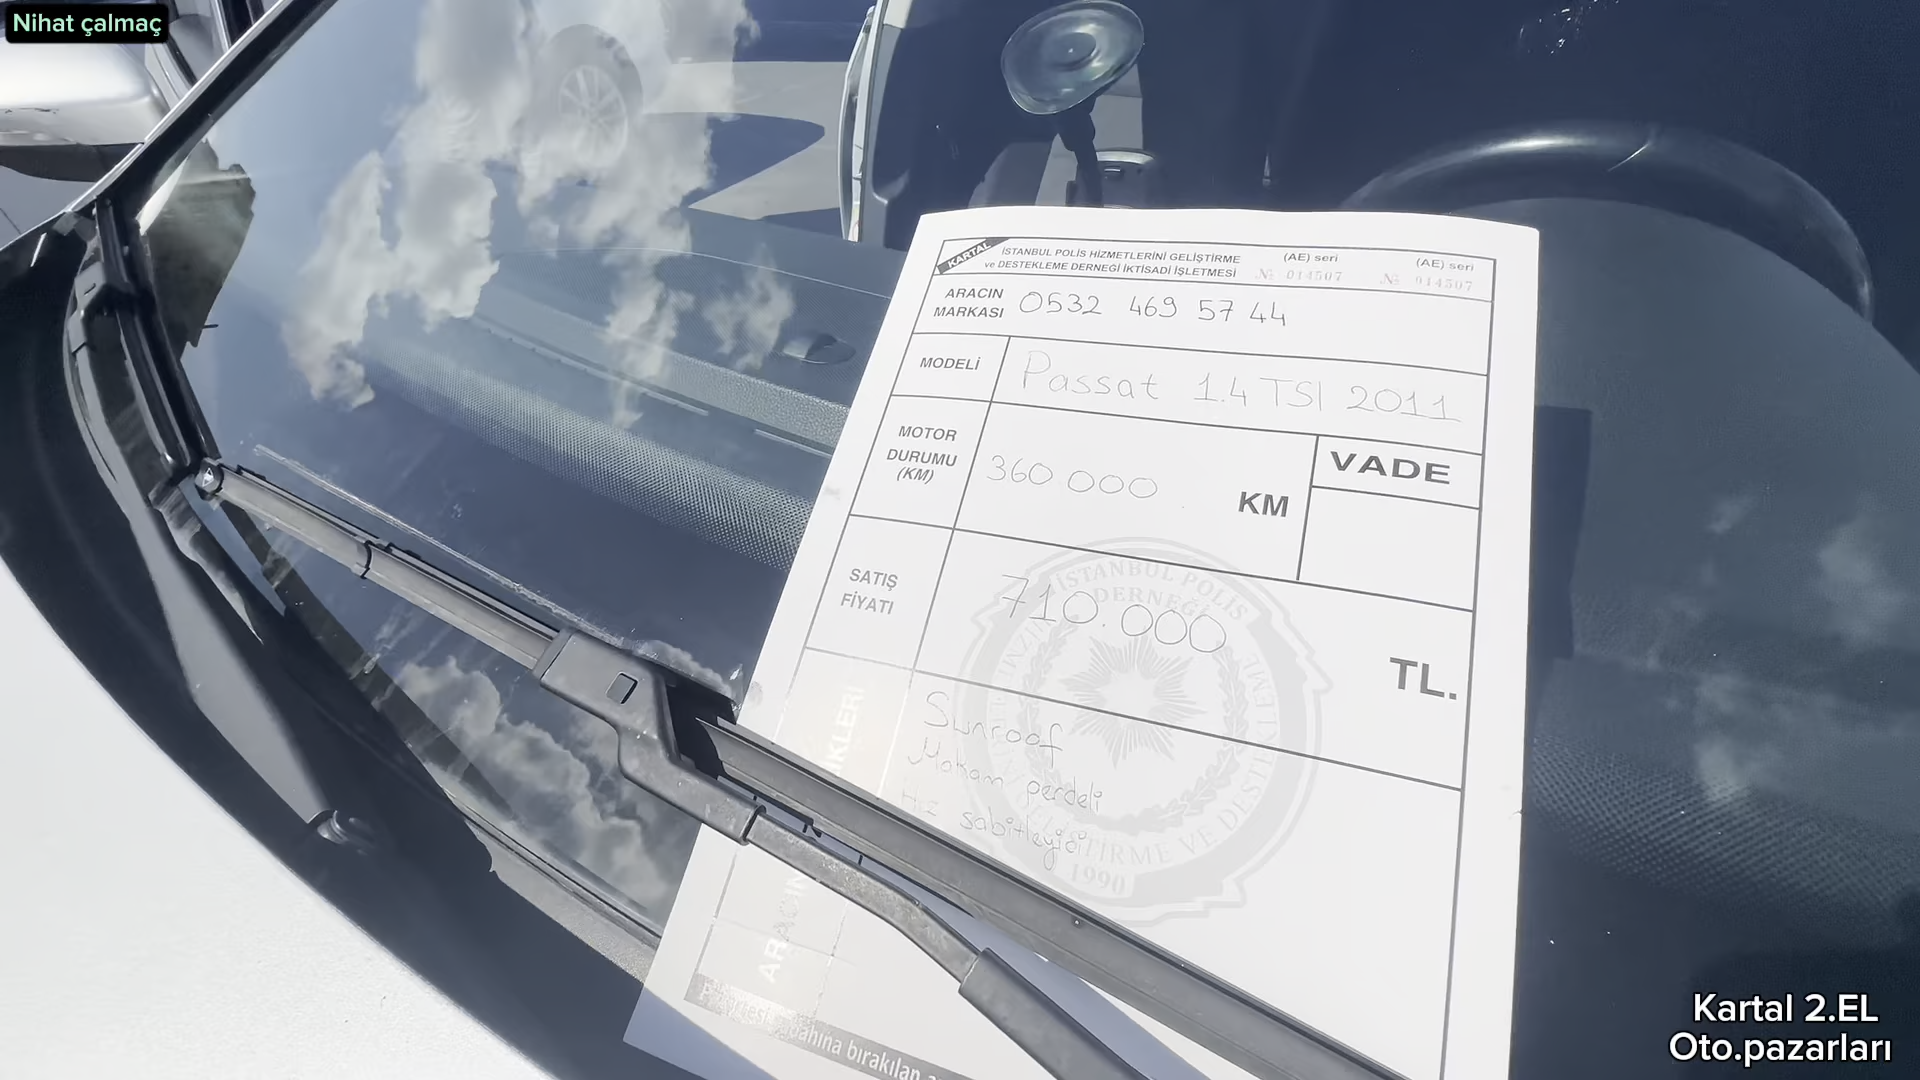 Nihat çalmaç
KARTAL
İSTANBUL POLİS HİZMETLERİNİ GELİŞTİRME
ve DESTEKLEME DERNEĞİ İKTİSADİ İŞLETMESİ
(AE) seri
№ 014507
(AE) seri
№ 014507
ARACIN
MARKASI
0532 469 57 44
MODELİ
Passat 1.4 TSI 2011
MOTOR
DURUMU
(KM)
360 000
KM
VADE
SATIŞ
FİYATI
710.000
TL.
Sunroof
Makam perdeli
Hız sabitleyici
İSTANBUL POLİS
DERNEĞİ
1990
bırakılan
Kartal 2.EL
Oto.pazarları